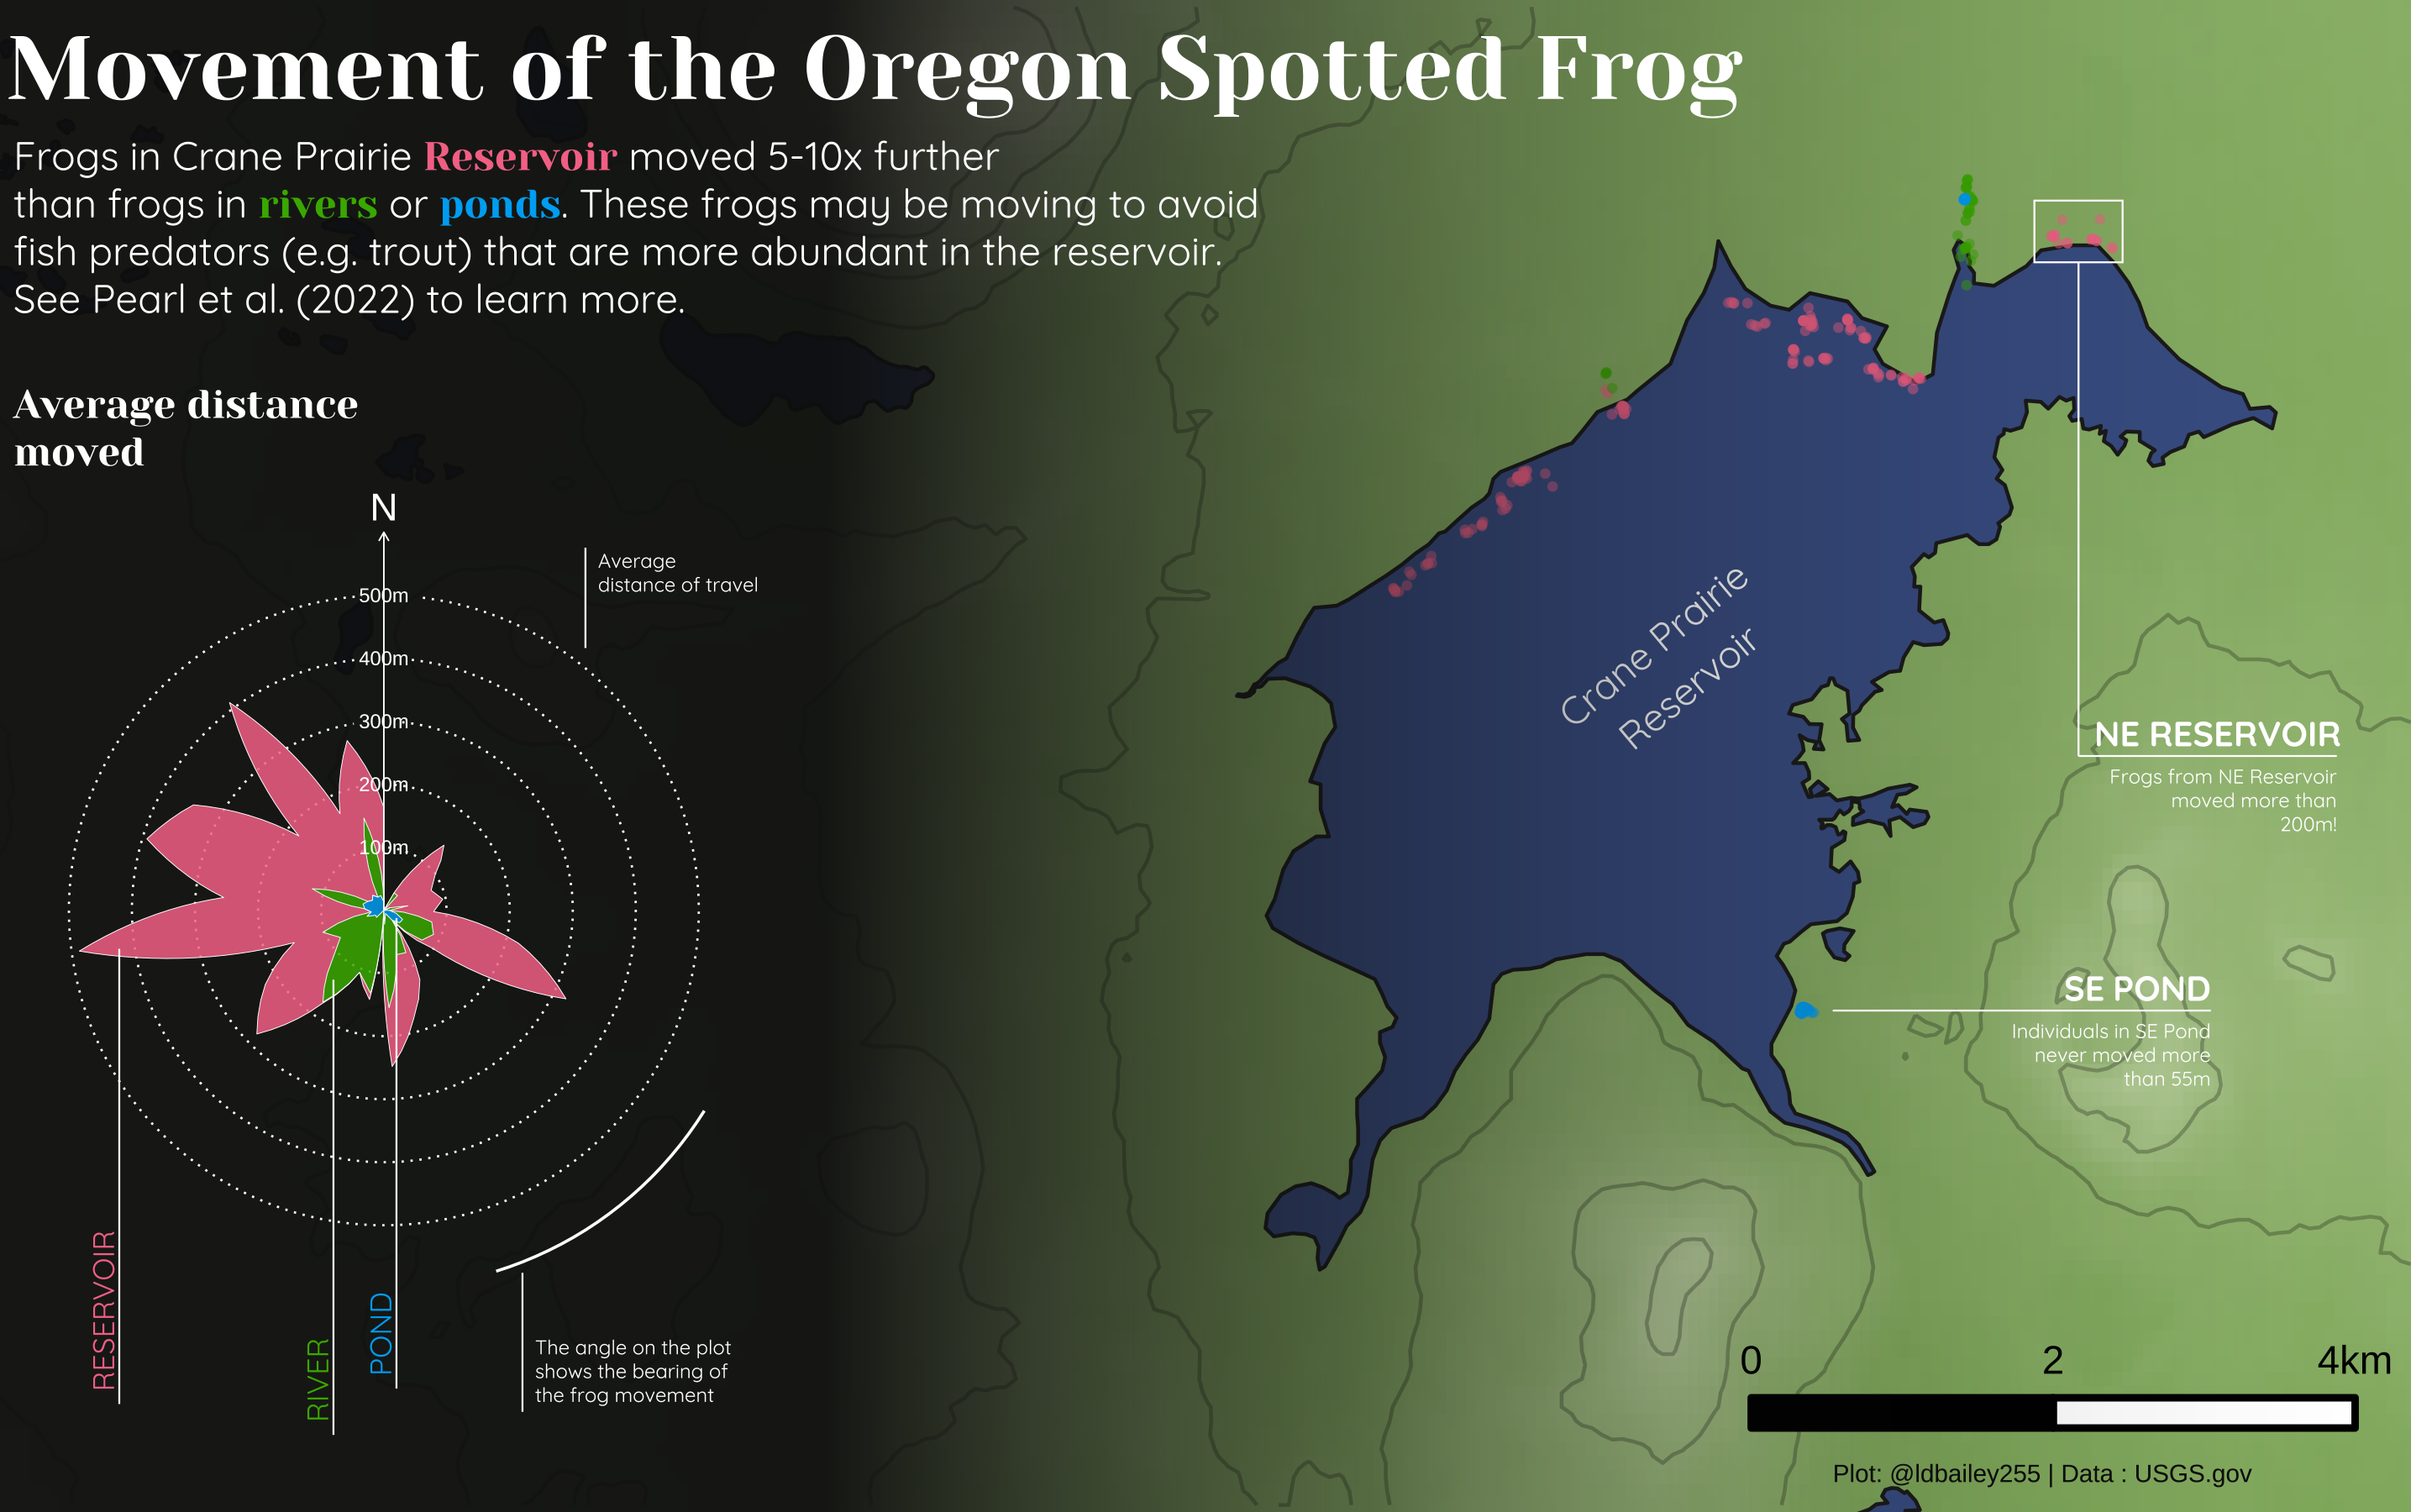 Movement of the Oregon Spotted Frog
Frogs in Crane Prairie Reservoir moved 5-10x further
than frogs in rivers or ponds. These frogs may be moving to avoid
fish predators (e.g. trout) that are more abundant in the reservoir.
See Pearl et al. (2022) to learn more.
Average distance
moved
N
Average
distance of travel
500m
400m
300m
200m
100m
RESERVOIR
RIVER
POND
The angle on the plot
shows the bearing of
the frog movement
Crane Prairie
Reservoir
NE RESERVOIR
Frogs from NE Reservoir
moved more than
200m!
SE POND
Individuals in SE Pond
never moved more
than 55m
0 2 4km
Plot: @ldbailey255 | Data : USGS.gov